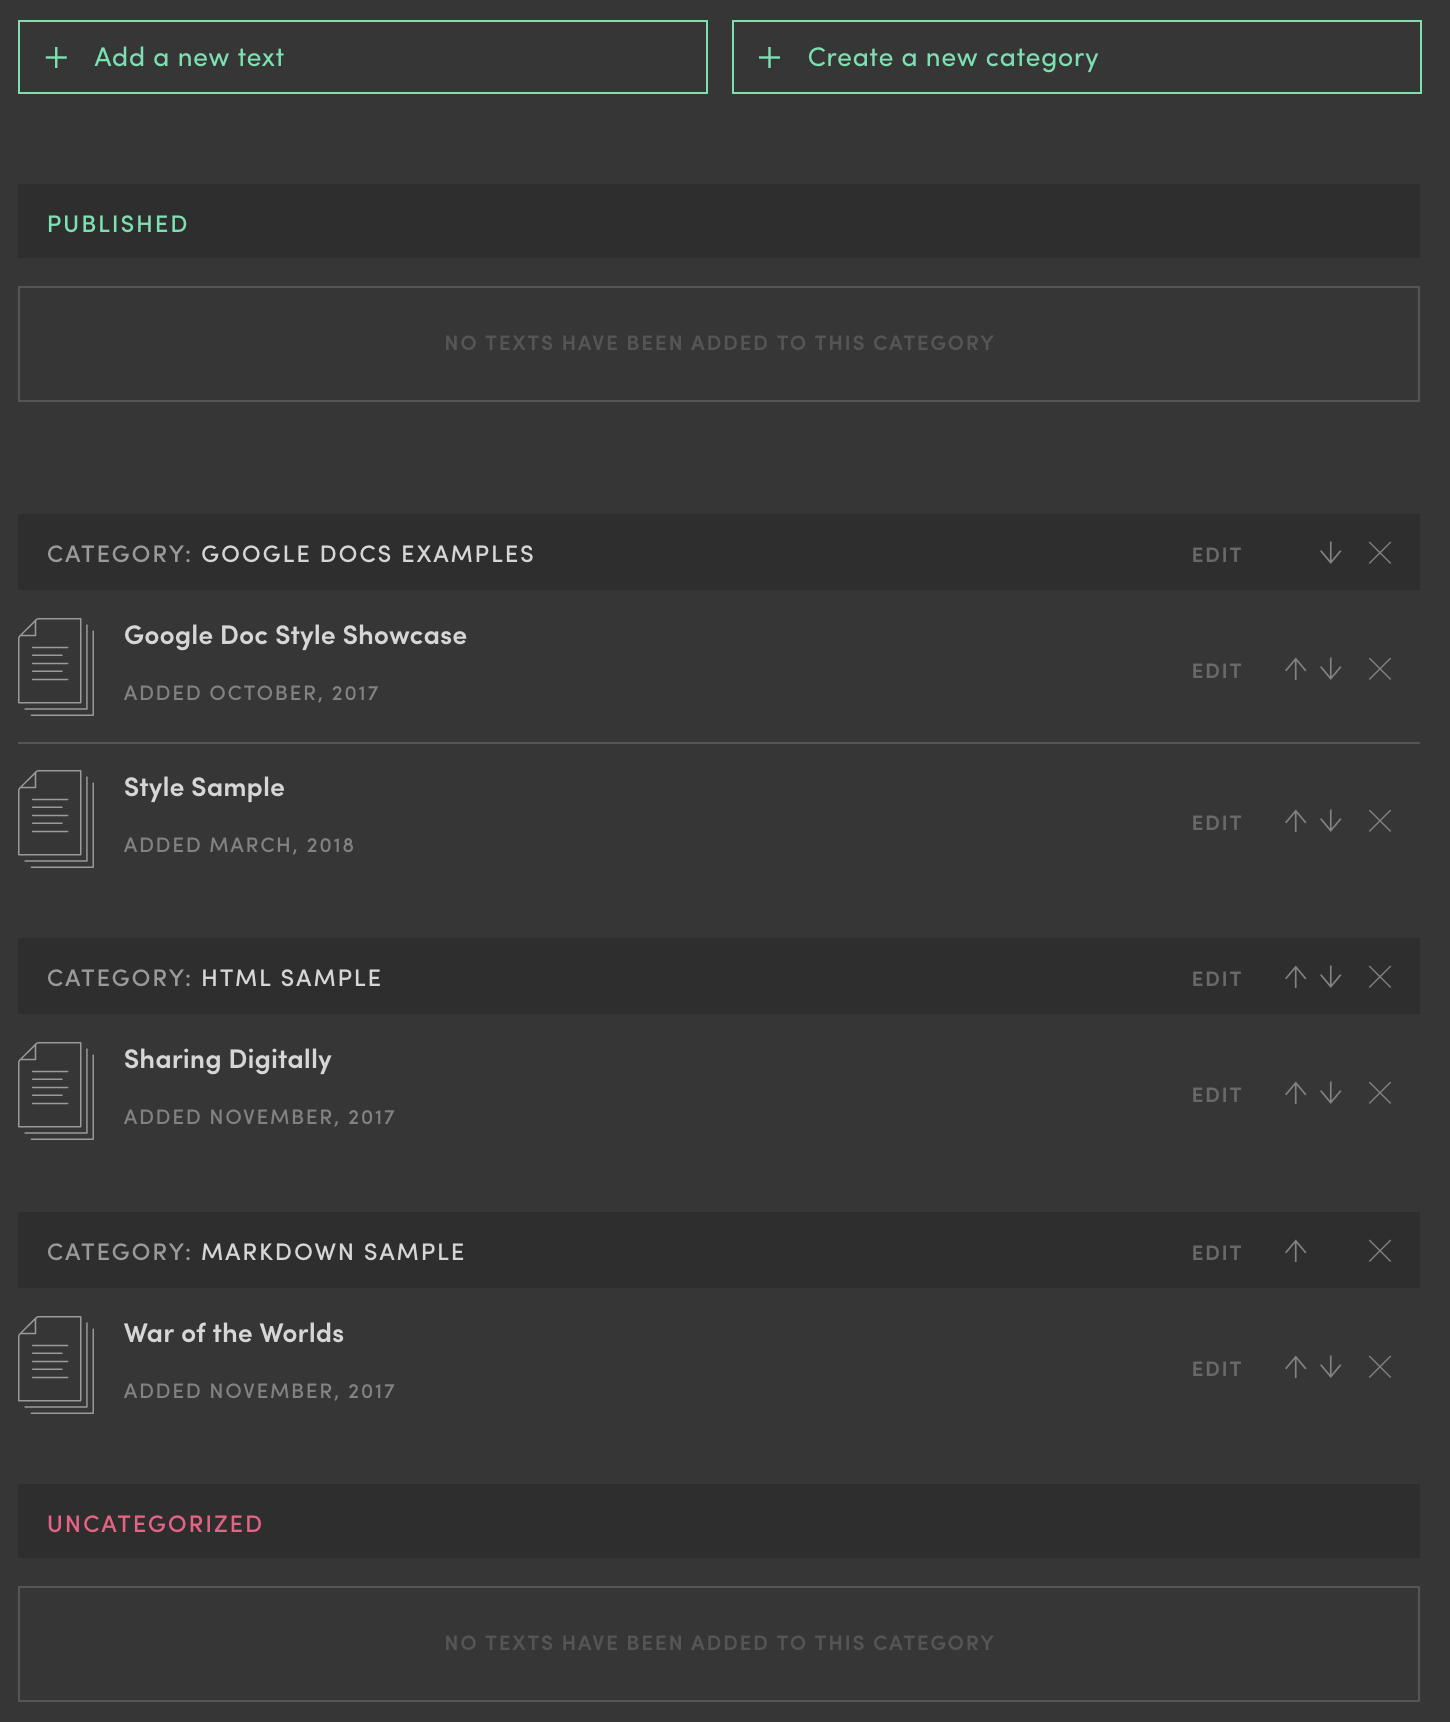 + Add a new text
+ Create a new category
PUBLISHED
NO TEXTS HAVE BEEN ADDED TO THIS CATEGORY
CATEGORY: GOOGLE DOCS EXAMPLES EDIT
Google Doc Style Showcase
ADDED OCTOBER, 2017
EDIT
Style Sample
ADDED MARCH, 2018
EDIT
CATEGORY: HTML SAMPLE EDIT
Sharing Digitally
ADDED NOVEMBER, 2017
EDIT
CATEGORY: MARKDOWN SAMPLE EDIT
War of the Worlds
ADDED NOVEMBER, 2017
EDIT
UNCATEGORIZED
NO TEXTS HAVE BEEN ADDED TO THIS CATEGORY